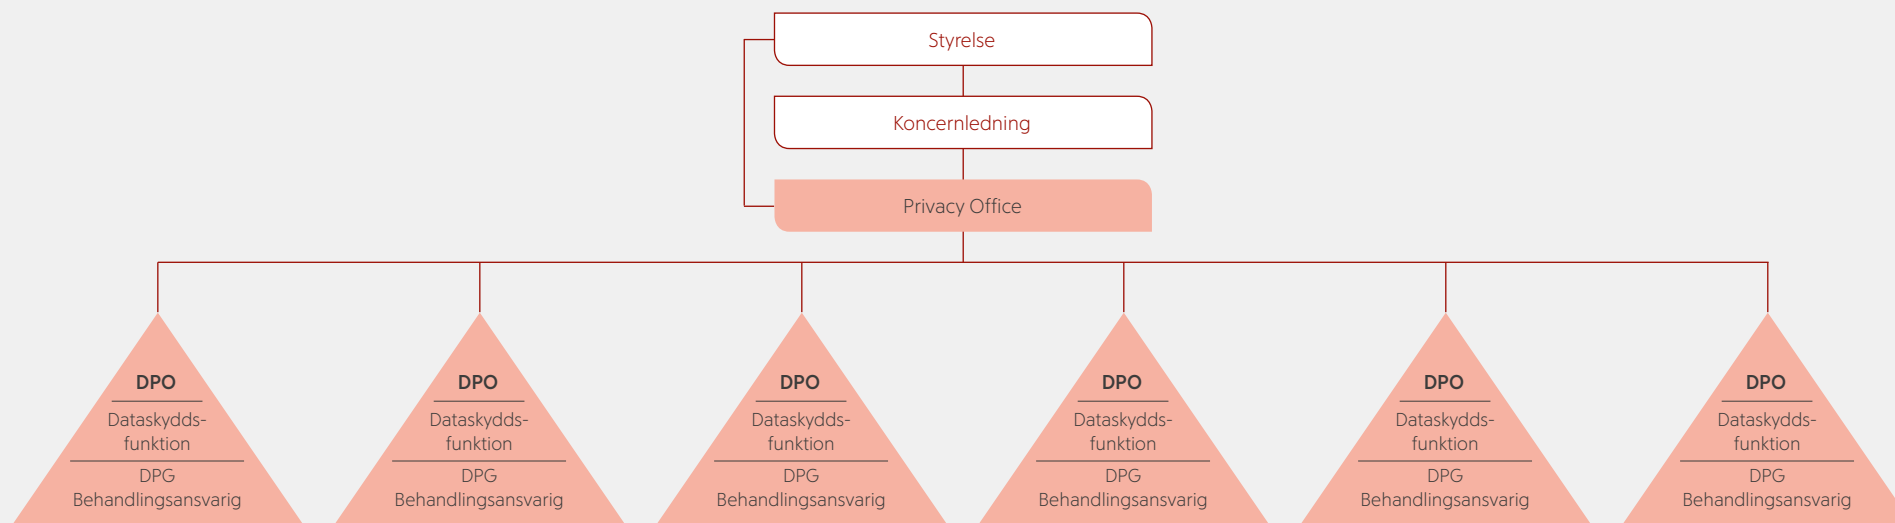 Styrelse
Koncernledning
Privacy Office
DPO
Dataskydds-
funktion
DPG
Behandlingsansvarig
DPO
Dataskydds-
funktion
DPG
Behandlingsansvarig
DPO
Dataskydds-
funktion
DPG
Behandlingsansvarig
DPO
Dataskydds-
funktion
DPG
Behandlingsansvarig
DPO
Dataskydds-
funktion
DPG
Behandlingsansvarig
DPO
Dataskydds-
funktion
DPG
Behandlingsansvarig